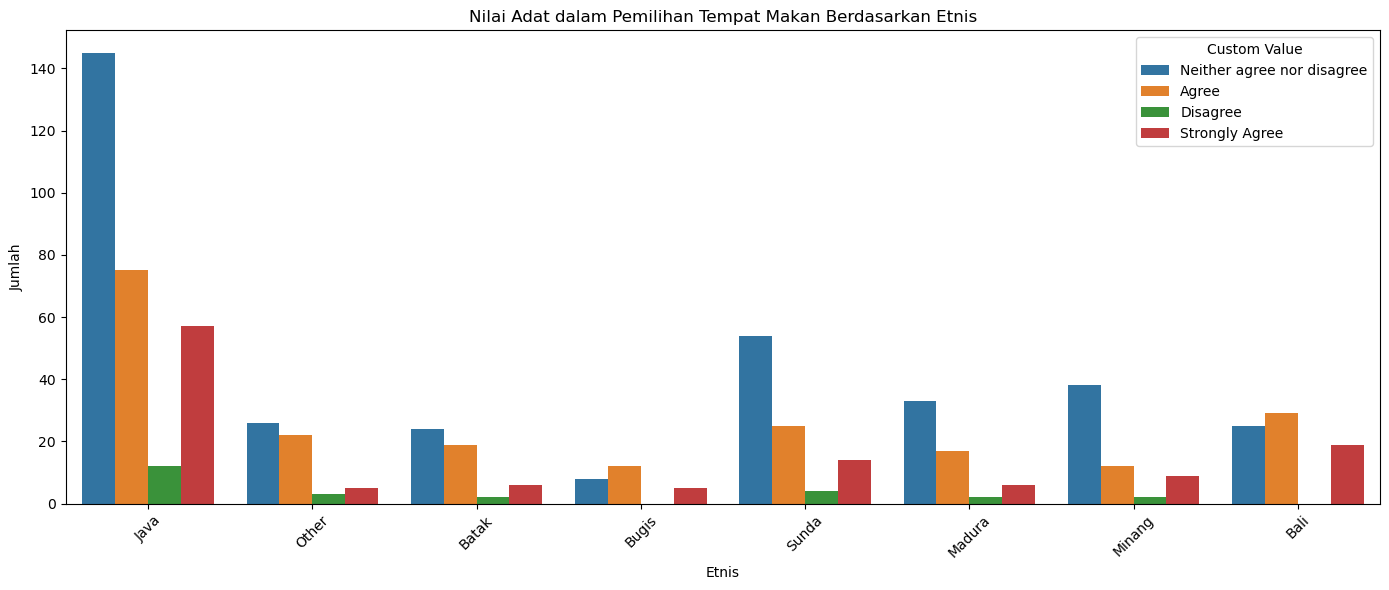 Nilai Adat dalam Pemilihan Tempat Makan Berdasarkan Etnis
Custom Value
Neither agree nor disagree
Agree
Disagree
Strongly Agree
Jumlah
140
120
100
80
60
40
20
0
Java
Other
Batak
Bugis
Sunda
Madura
Minang
Bali
Etnis